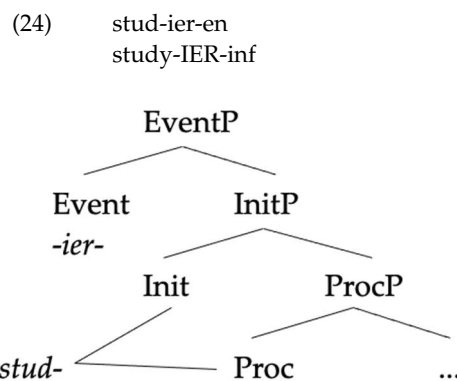 (24) stud-ier-en
study-IER-inf
EventP
Event InitP
-ier-
Init ProcP
stud- Proc ...